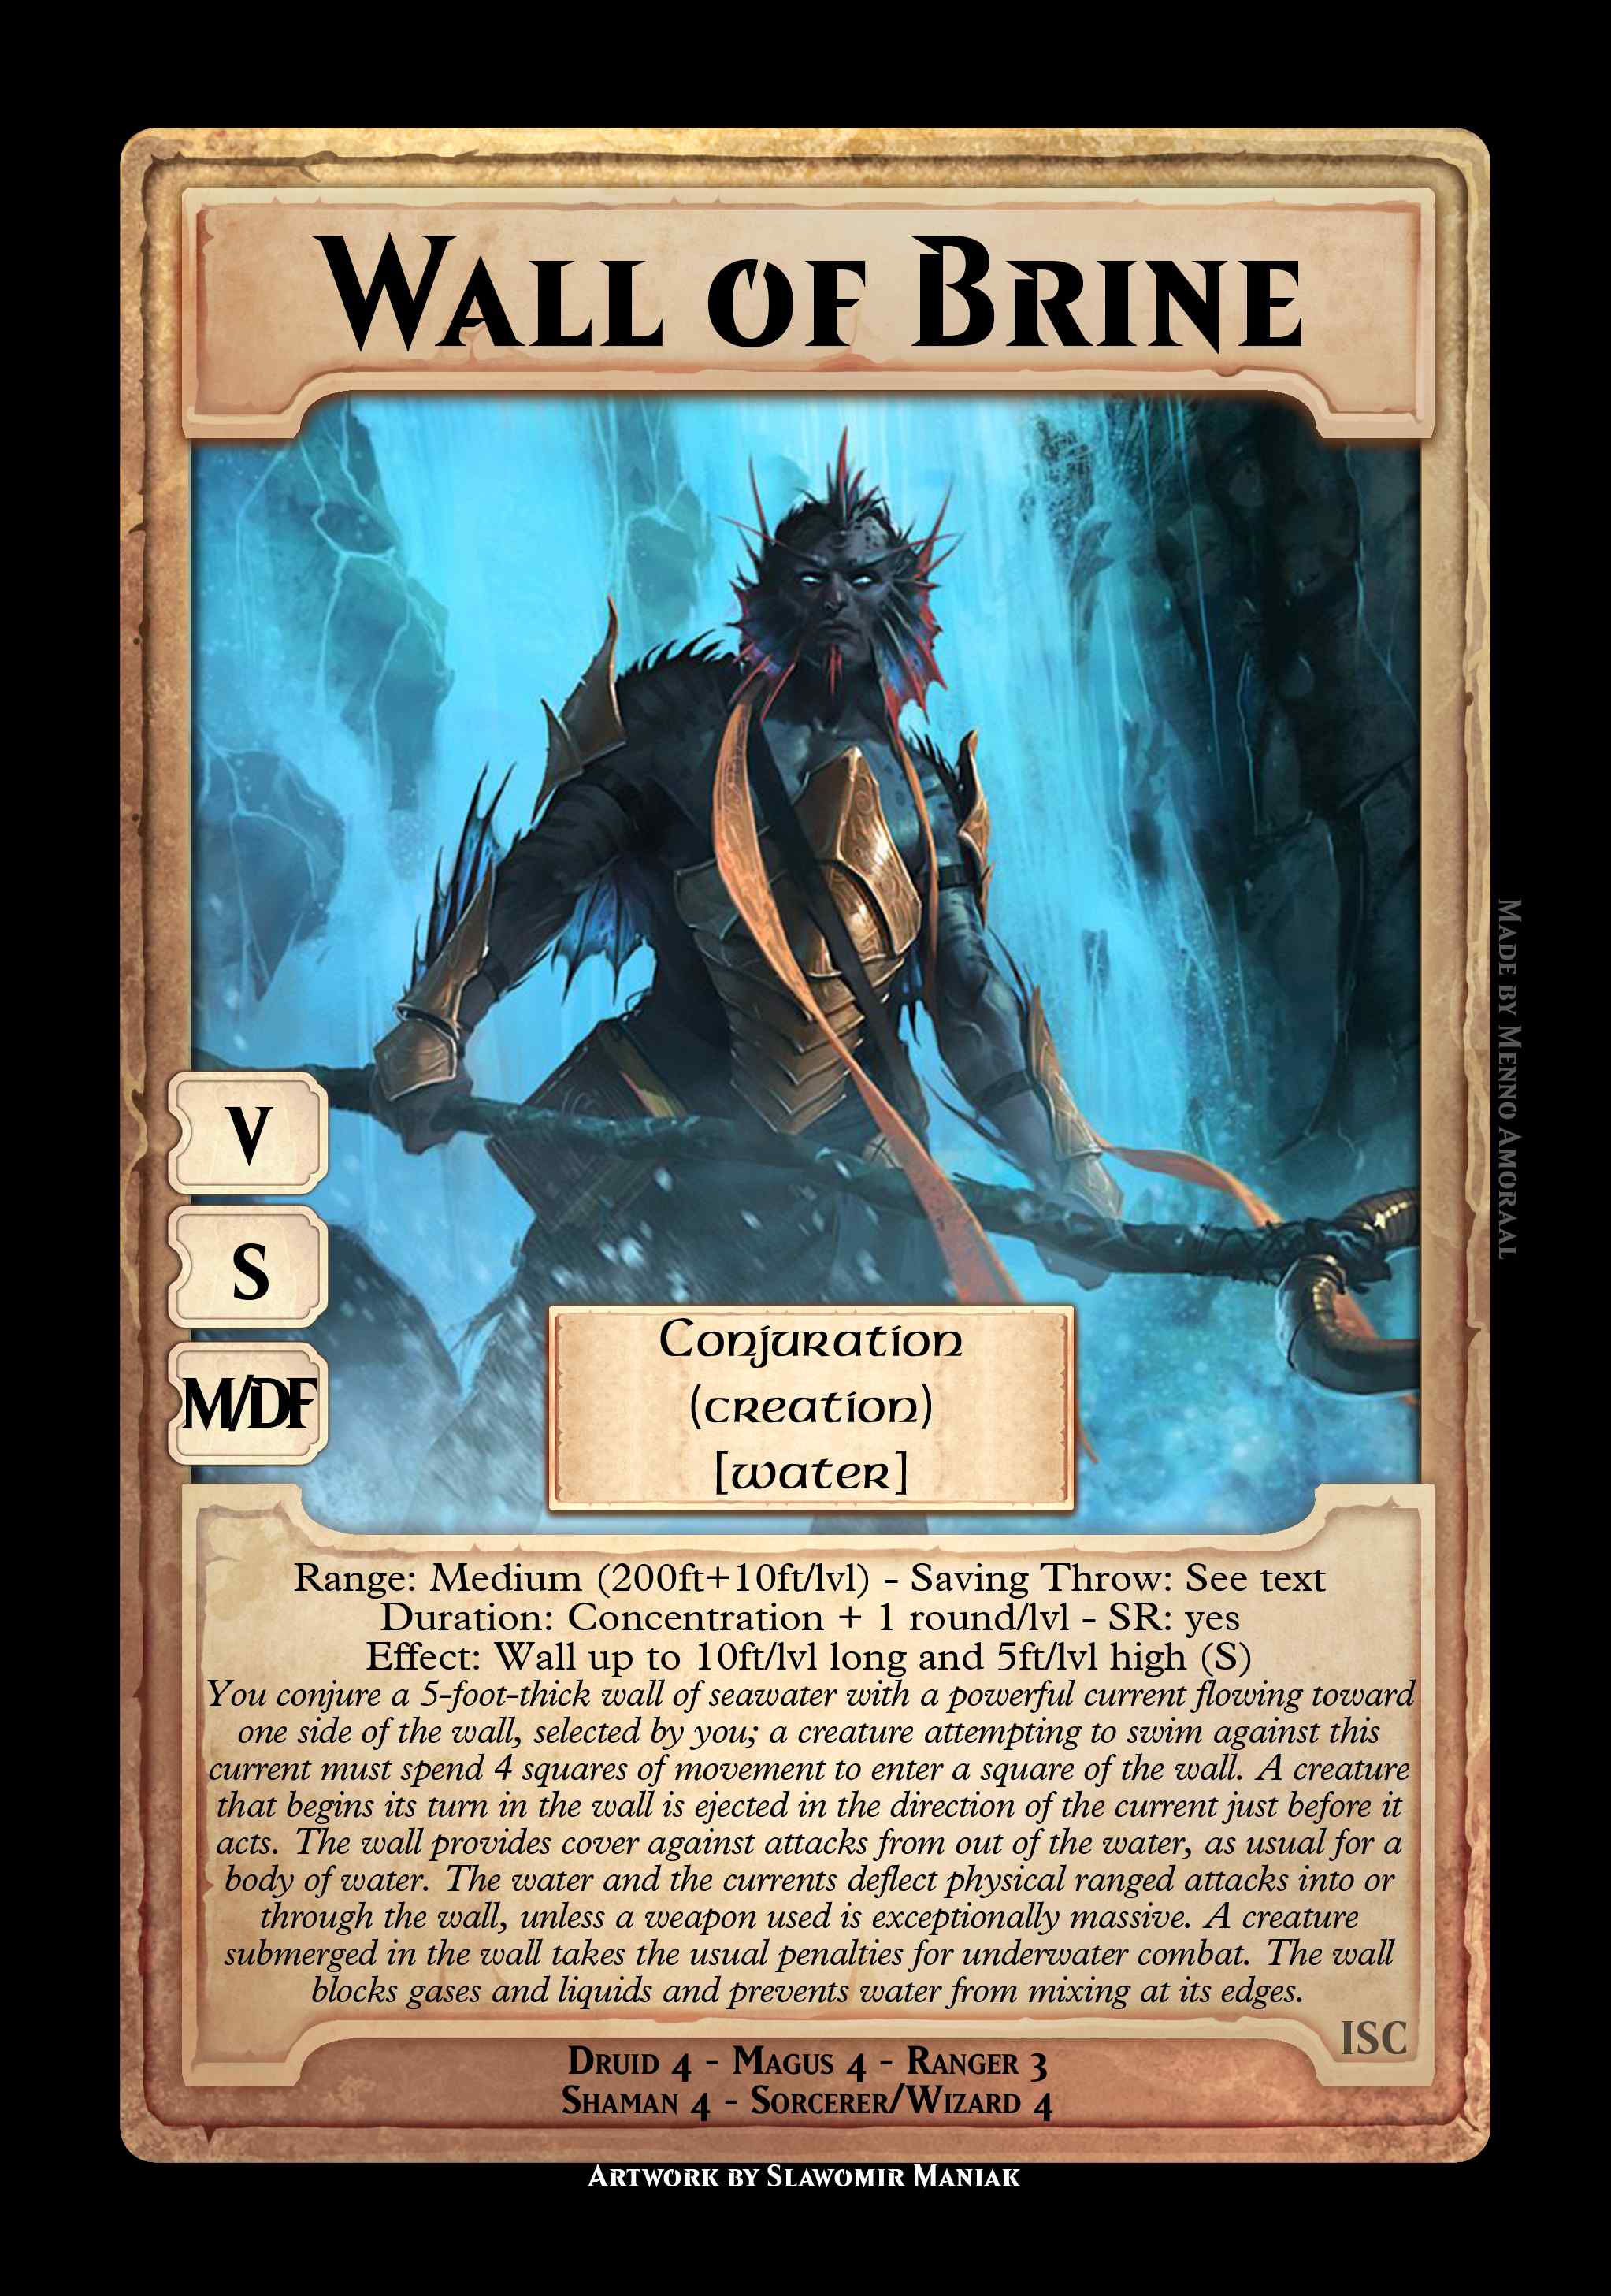 Wall of Brine
V
S
M/DF
Conjuration
(creation)
[water]
Range: Medium (200ft+10ft/lvl) - Saving Throw: See text
Duration: Concentration + 1 round/lvl - SR: yes
Effect: Wall up to 10ft/lvl long and 5ft/lvl high (S)
You conjure a 5-foot-thick wall of seawater with a powerful current flowing toward
one side of the wall, selected by you; a creature attempting to swim against this
current must spend 4 squares of movement to enter a square of the wall. A creature
that begins its turn in the wall is ejected in the direction of the current just before it
acts. The wall provides cover against attacks from out of the water, as usual for a
body of water. The water and the currents deflect physical ranged attacks into or
through the wall, unless a weapon used is exceptionally massive. A creature
submerged in the wall takes the usual penalties for underwater combat. The wall
blocks gases and liquids and prevents water from mixing at its edges.
ISC
Druid 4 - Magus 4 - Ranger 3
Shaman 4 - Sorcerer/Wizard 4
Artwork by Slawomir Maniak
Made by Menno Amoraal